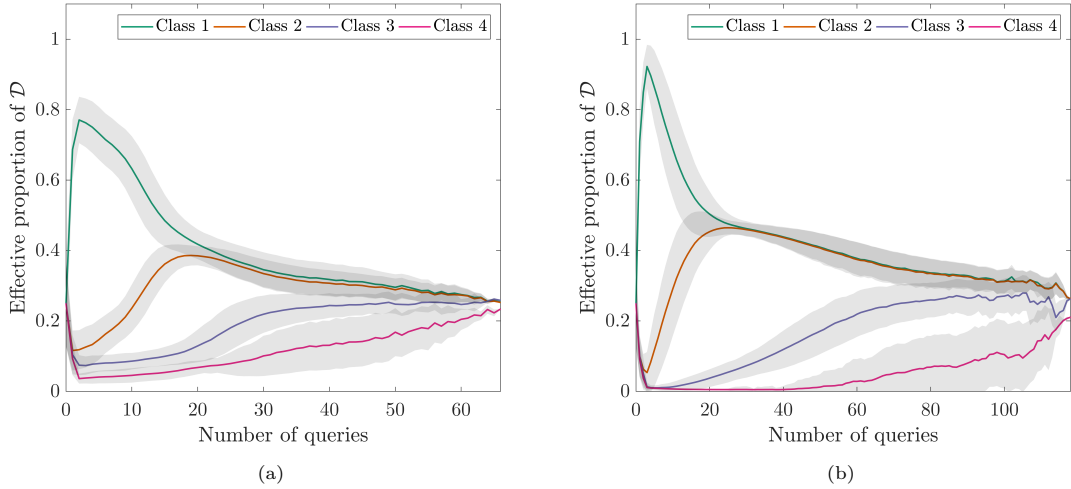 Class 1 Class 2 Class 3 Class 4
1
0.8
0.6
0.4
0.2
0
Effective proportion of 𝒟
0 10 20 30 40 50 60
Number of queries
(a)
Class 1 Class 2 Class 3 Class 4
1
0.8
0.6
0.4
0.2
0
Effective proportion of 𝒟
0 20 40 60 80 100
Number of queries
(b)